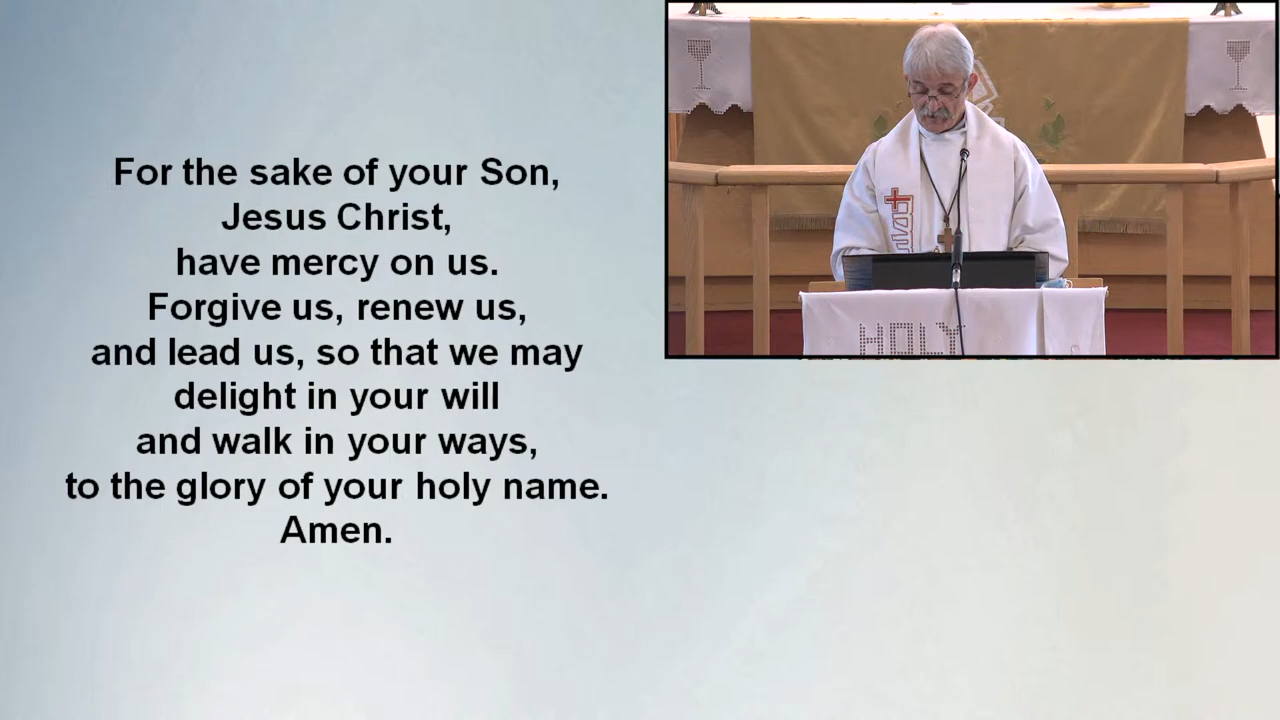 For the sake of your Son,
Jesus Christ,
have mercy on us.
Forgive us, renew us,
and lead us, so that we may
delight in your will
and walk in your ways,
to the glory of your holy name.
Amen.
HOLY